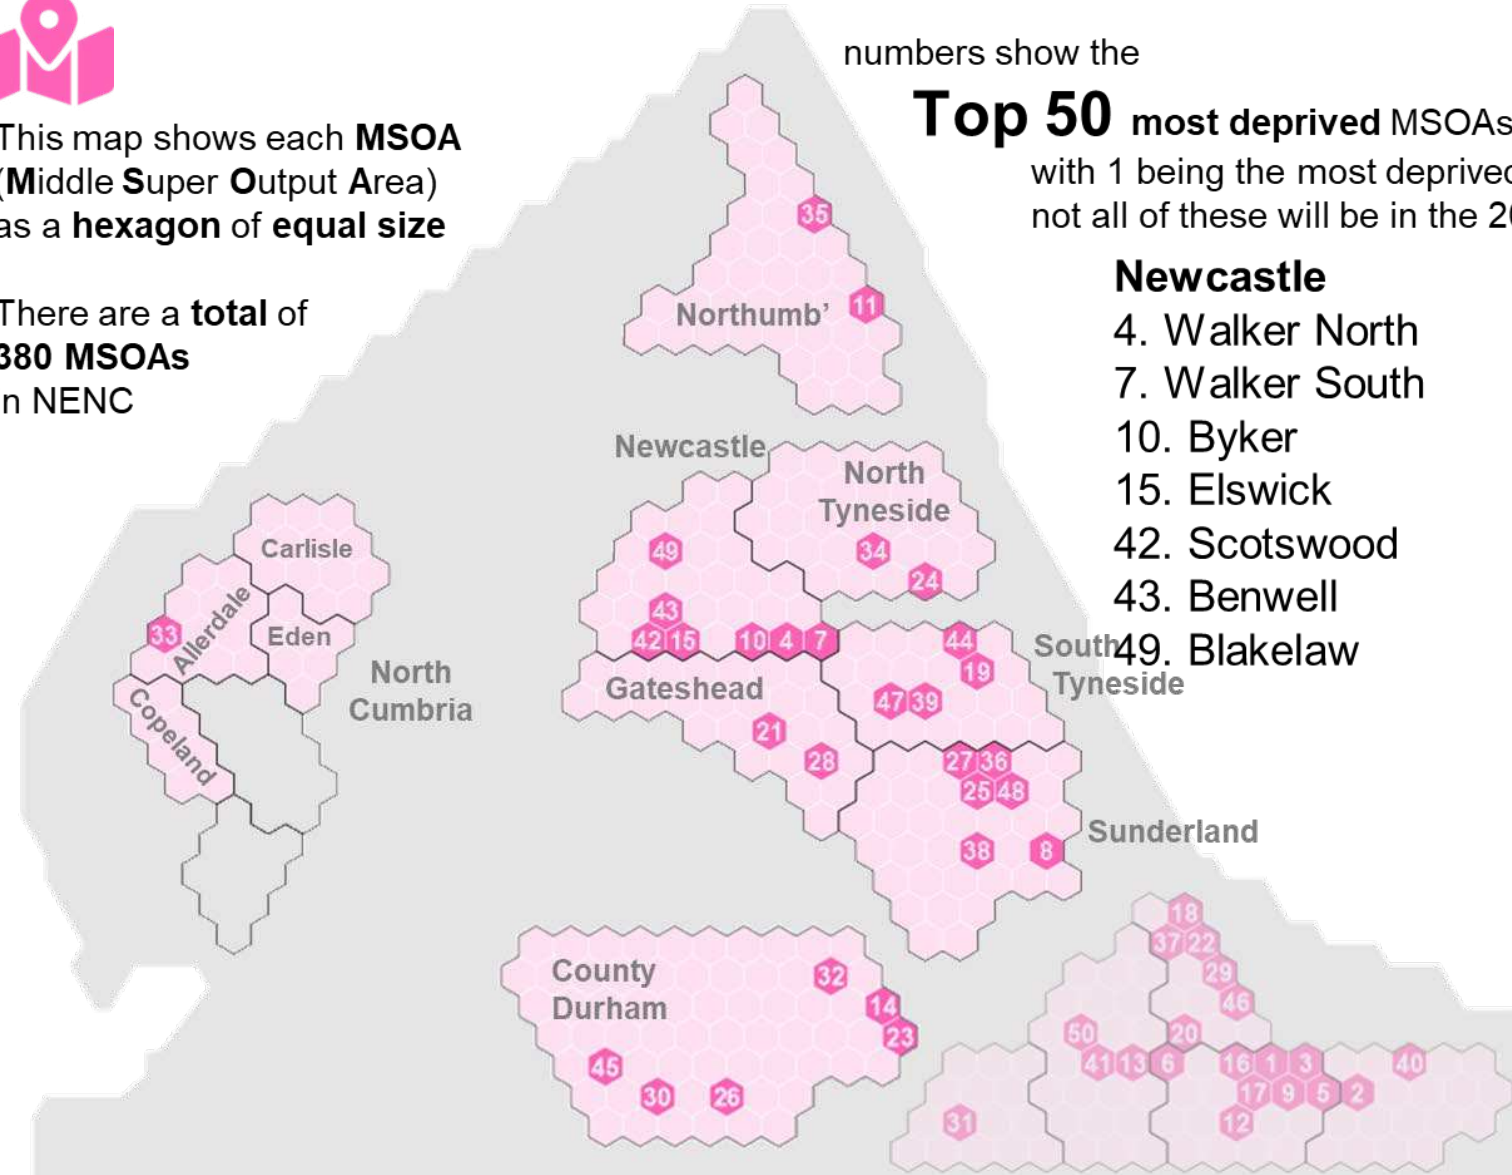 This map shows each MSOA
(Middle Super Output Area)
as a hexagon of equal size
There are a total of
380 MSOAs
in NENC
numbers show the
Top 50 most deprived MSOAs
with 1 being the most deprived
not all of these will be in the 20
Newcastle
4. Walker North
7. Walker South
10. Byker
15. Elswick
42. Scotswood
43. Benwell
49. Blakelaw
35
Northumb’
11
Newcastle
North
Tyneside
49
34
24
43
42 15 10 4 7
Carlisle
Allerdale
33
Eden
Copeland
North
Cumbria
Gateshead
21
28
44
South
Tyneside
19
47 39
27 36
25 48
Sunderland
38 8
County
Durham
32
14
23
45
30 26
18
37 22
29
46
50 20
41 13 6 16 1 3 40
17 9 5 2
31 12